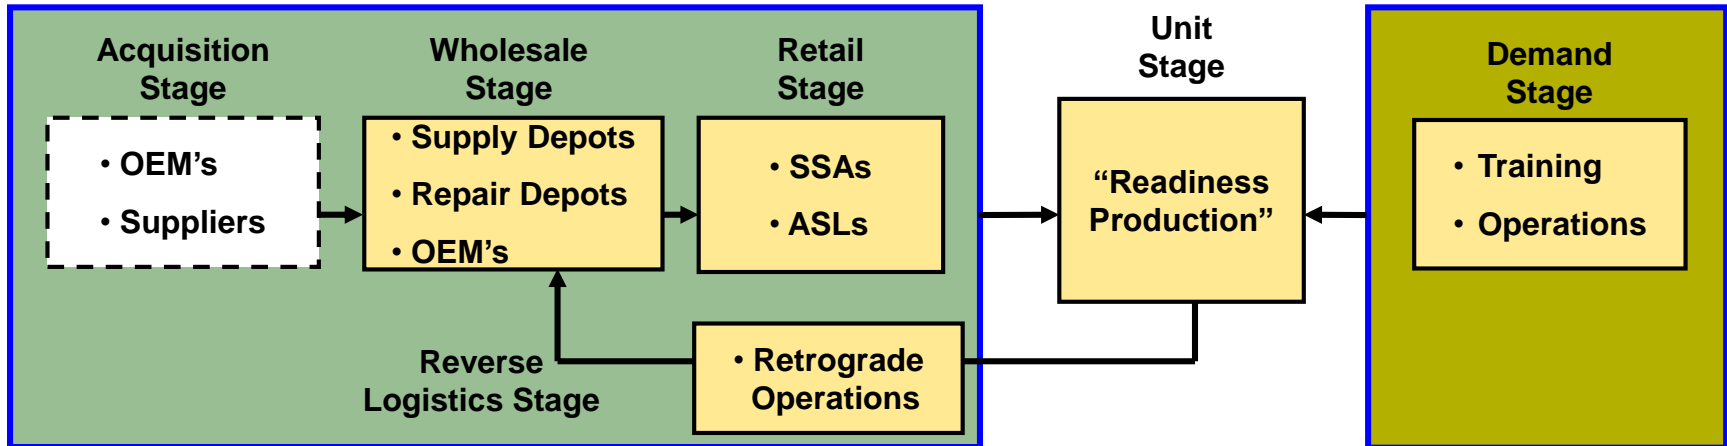 Acquisition
Stage
• OEM’s
• Suppliers
Wholesale
Stage
• Supply Depots
• Repair Depots
• OEM’s
Retail
Stage
• SSAs
• ASLs
Unit
Stage
“Readiness
Production”
Demand
Stage
• Training
• Operations
Reverse
Logistics Stage
• Retrograde
Operations